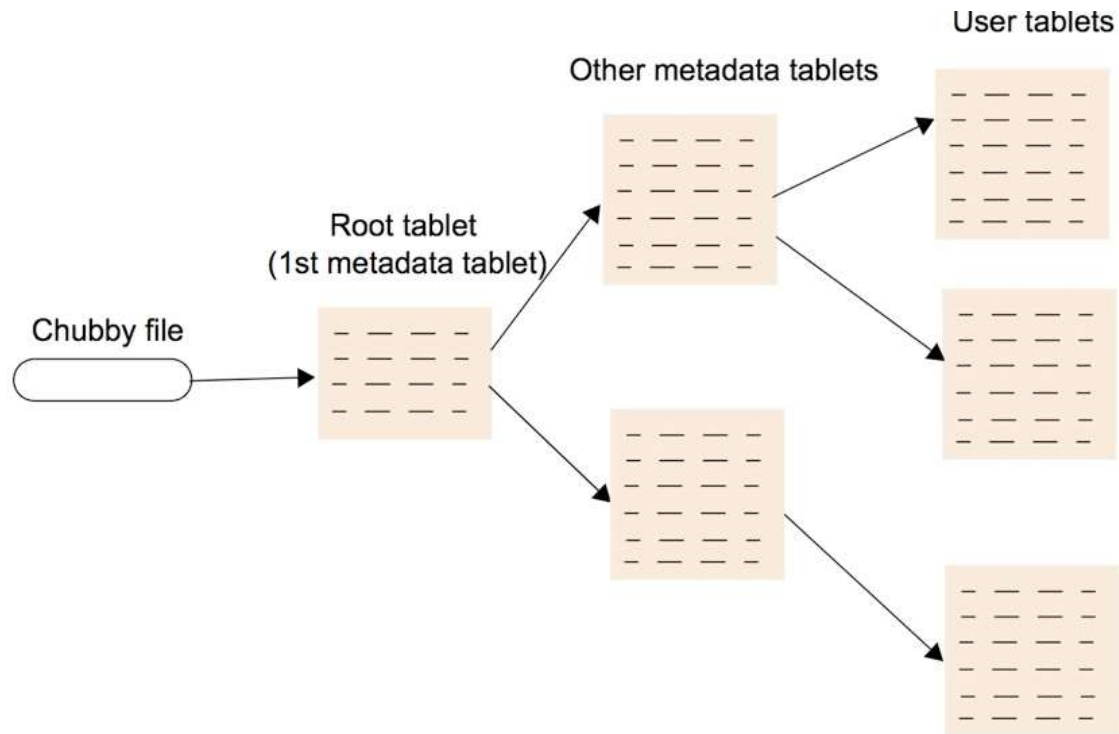 User tablets
Other metadata tablets
Root tablet
(1st metadata tablet)
Chubby file